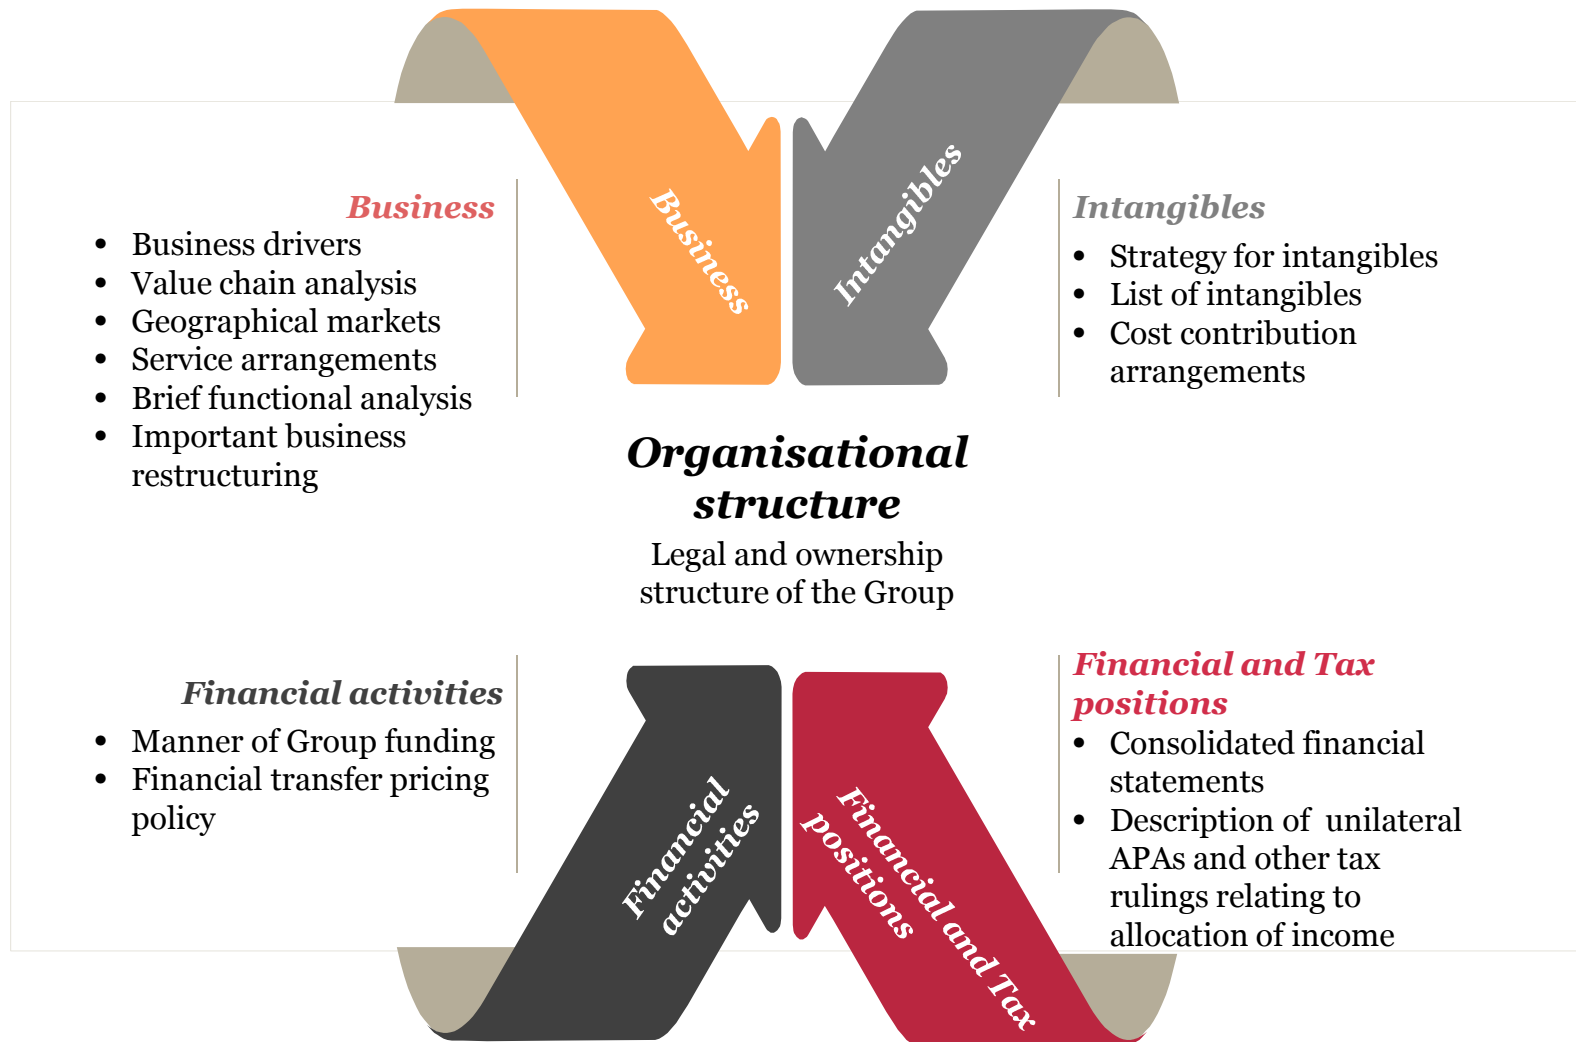 Business
Intangibles
Business
• Business drivers
• Value chain analysis
• Geographical markets
• Service arrangements
• Brief functional analysis
• Important business
restructuring
Intangibles
• Strategy for intangibles
• List of intangibles
• Cost contribution
arrangements
Organisational
structure
Legal and ownership
structure of the Group
Financial activities
• Manner of Group funding
• Financial transfer pricing
policy
Financial
activities
Financial and Tax
positions
Financial and Tax
positions
• Consolidated financial
statements
• Description of  unilateral
APAs and other tax
rulings relating to
allocation of income